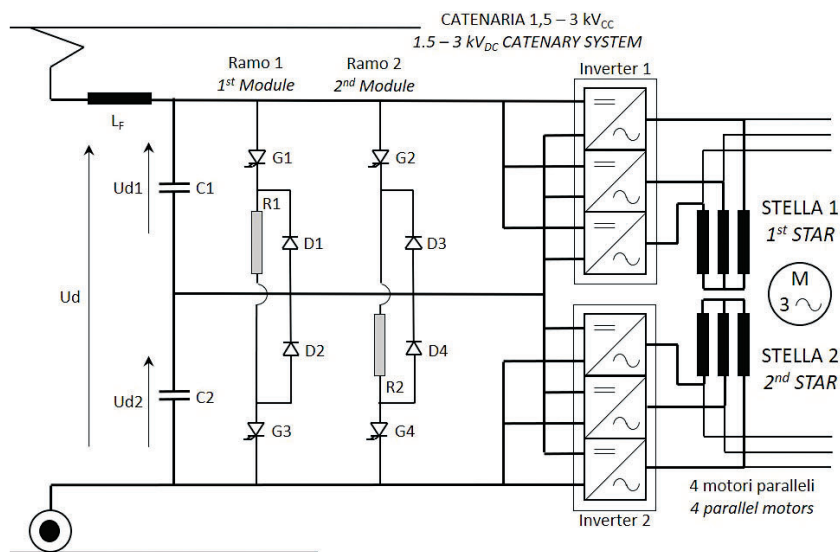 CATENARIA 1,5 – 3 kVCC
1.5 – 3 kVDC CATENARY SYSTEM
Ramo 1
1st Module
Ramo 2
2nd Module
Inverter 1
LF
G1
G2
Ud1
C1
R1
D1
D3
STELLA 1
1st STAR
Ud
M
3
D2
D4
STELLA 2
2nd STAR
Ud2
C2
R2
G3
G4
4 motori paralleli
4 parallel motors
Inverter 2